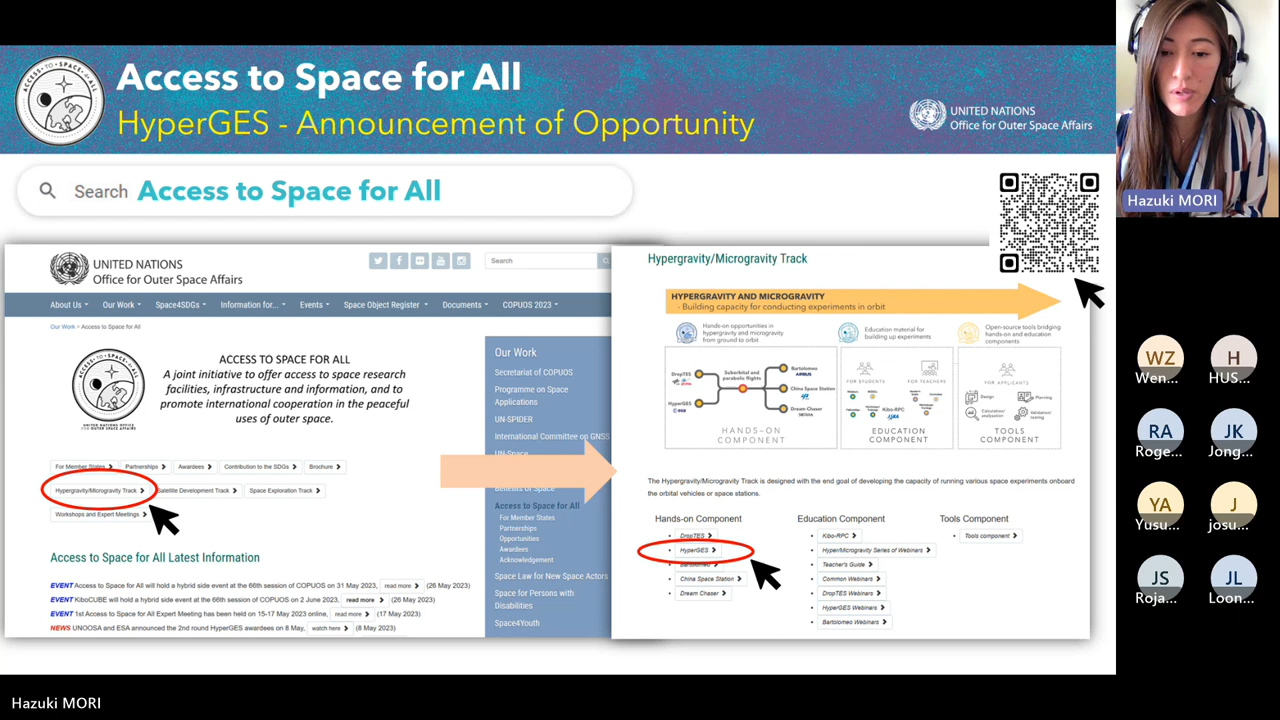 Access to Space for All
HyperGES - Announcement of Opportunity
UNITED NATIONS
Office for Outer Space Affairs
Search Access to Space for All
UNITED NATIONS
Office for Outer Space Affairs
Search
About Us Our Work Space4SDGs Information for... Events Space Object Register Documents COPUOS 2023
Our Work > Access to Space for All
ACCESS TO SPACE FOR ALL
A joint initiative to offer access to space research
facilities, infrastructure and information, and to
promote international cooperation in the peaceful
uses of outer space.
For Member States Partnerships Awardees Contribution to the SDGs Brochure
Hypergravity/Microgravity Track Satellite Development Track Space Exploration Track
Workshops and Expert Meetings
Access to Space for All Latest Information
EVENT Access to Space for All will hold a hybrid side event at the 66th session of COPUOS on 31 May 2023, read more (26 May 2023)
EVENT KiboCUBE will hold a hybrid side event at the 66th session of COPUOS on 2 June 2023, read more (26 May 2023)
EVENT 1st Access to Space for All Expert Meeting has been held on 15-17 May 2023 online, read more (17 May 2023)
NEWS UNOOSA and ESA announced the 2nd round HyperGES awardees on 8 May, watch here (8 May 2023)
Our Work
Secretariat of COPUOS
Programme on Space
Applications
UN-SPIDER
International Committee on GNSS
UN-Space
Benefits of Space
Access to Space for All
For Member States
Partnerships
Opportunities
Awardees
Acknowledgement
Space Law for New Space Actors
Space for Persons with
Disabilities
Space4Youth
Hypergravity/Microgravity Track
HYPERGRAVITY AND MICROGRAVITY
- Building capacity for conducting experiments in orbit
Hands-on opportunities in
hypergravity and microgravity
from ground to orbit
Education material for
building up experiments
Open-source tools bridging
hands-on and education
components
DropTES
HyperGES
esa
Suborbital and
parabolic flights
Bartolomeo
AIRBUS
China Space Station
Dream Chaser
HANDS-ON
COMPONENT
FOR STUDENTS
FOR TEACHERS
Kibo-RPC
EDUCATION
COMPONENT
FOR APPLICANTS
Design
Planning
Calculation/
analysation
Validation/
testing
TOOLS
COMPONENT
The Hypergravity/Microgravity Track is designed with the end goal of developing the capacity of running various space experiments onboard
the orbital vehicles or space stations.
Hands-on Component
DropTES
HyperGES
Bartolomeo
China Space Station
Dream Chaser
Education Component
Kibo-RPC
Hyper/Microgravity Series of Webinars
Teacher's Guide
Common Webinars
DropTES Webinars
HyperGES Webinars
Bartolomeo Webinars
Tools Component
Tools component
Hazuki MORI
WZ
Wen...
H
HUS...
RA
Roge...
JK
Jong...
YA
Yusu...
J
josu...
JS
Roja...
JL
Loon...
Hazuki MORI